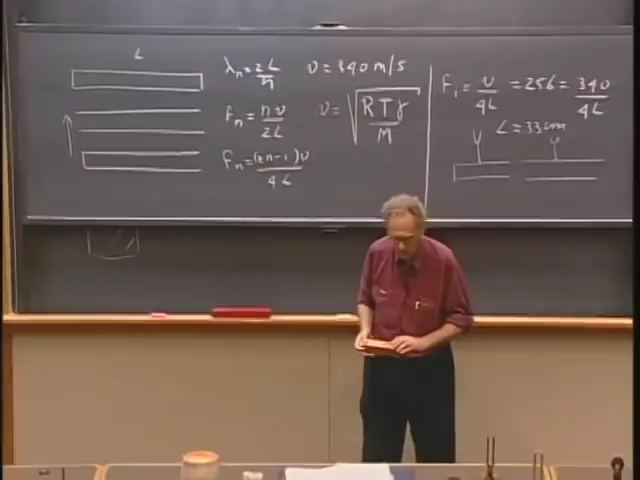 L
λn = 2L/n
v = 340 m/s
fn = nv/2L
v = √(RTγ/M)
fn = (2n-1)v/4L
f1 = v/4L = 256 = 340/4L
L ≈ 33 cm